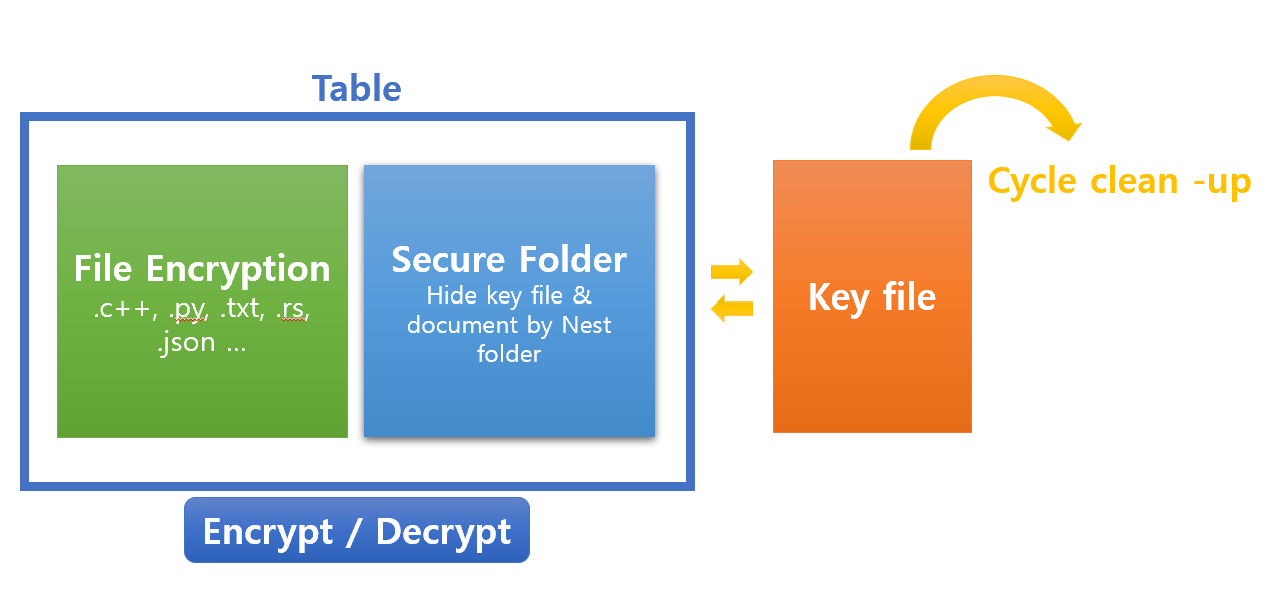 Table
File Encryption
.c++, .py, .txt, .rs,
.json ...
Secure Folder
Hide key file &
document by Nest
folder
Key file
Cycle clean -up
Encrypt / Decrypt